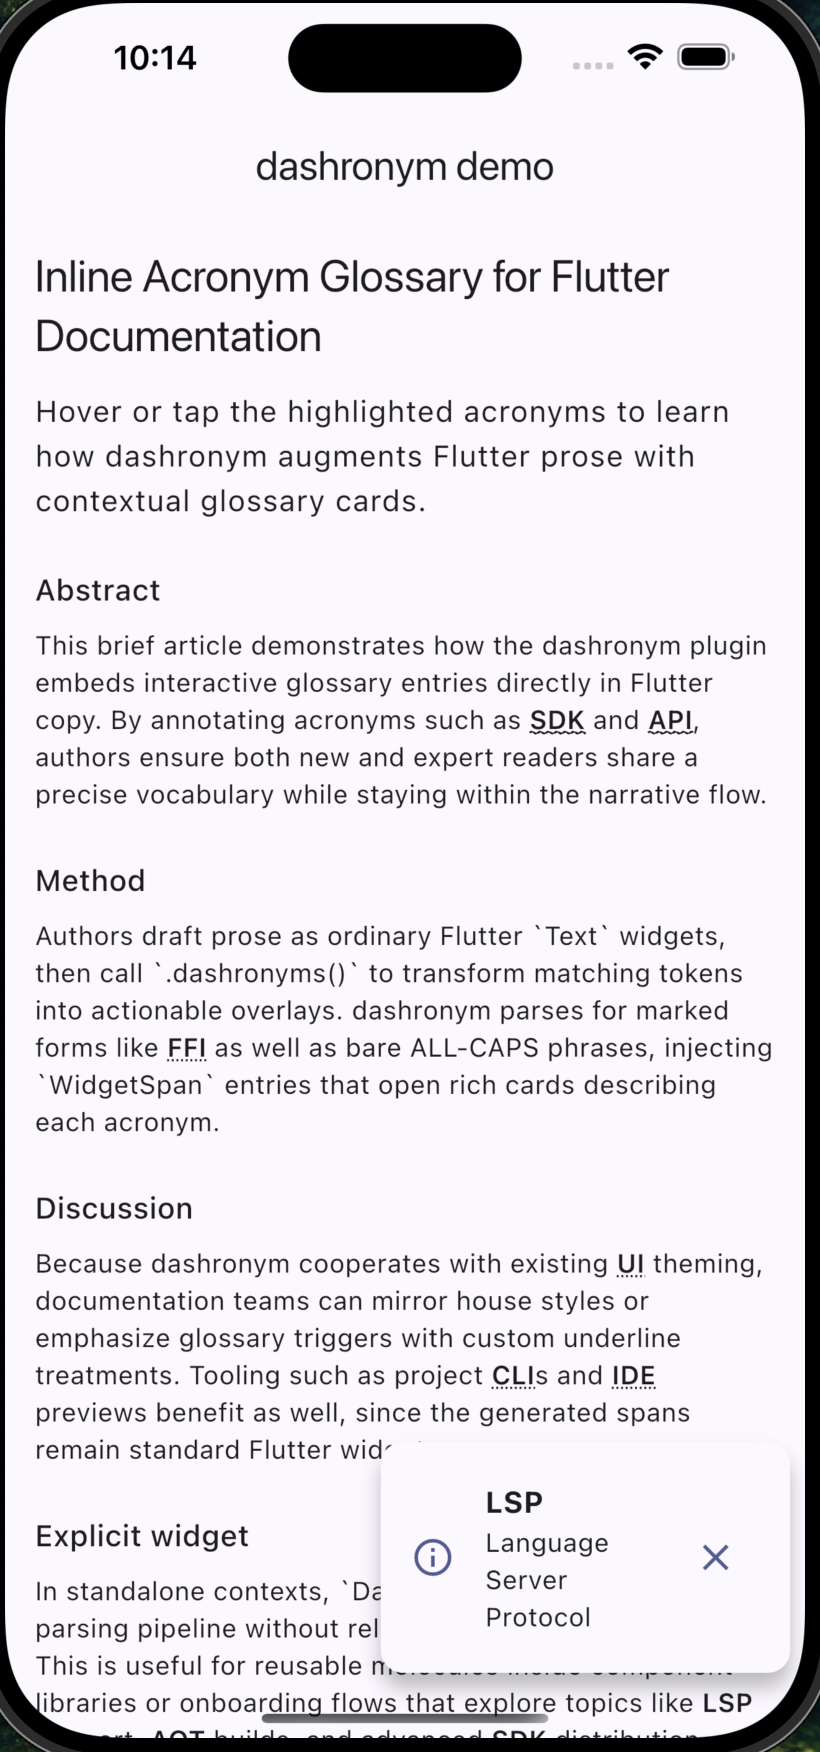 10:14
dashronym demo
Inline Acronym Glossary for Flutter
Documentation
Hover or tap the highlighted acronyms to learn
how dashronym augments Flutter prose with
contextual glossary cards.
Abstract
This brief article demonstrates how the dashronym plugin
embeds interactive glossary entries directly in Flutter
copy. By annotating acronyms such as SDK and API,
authors ensure both new and expert readers share a
precise vocabulary while staying within the narrative flow.
Method
Authors draft prose as ordinary Flutter `Text` widgets,
then call `.dashronyms()` to transform matching tokens
into actionable overlays. dashronym parses for marked
forms like FFI as well as bare ALL-CAPS phrases, injecting
`WidgetSpan` entries that open rich cards describing
each acronym.
Discussion
Because dashronym cooperates with existing UI theming,
documentation teams can mirror house styles or
emphasize glossary triggers with custom underline
treatments. Tooling such as project CLIs and IDE
previews benefit as well, since the generated spans
remain standard Flutter
LSP
Language
Server
Protocol
Explicit widget
In standalone contexts, `Da
parsing pipeline without rel
This is useful for reusable
libraries or onboarding flows that explore topics like LSP
AOT builds, and advanced SDK